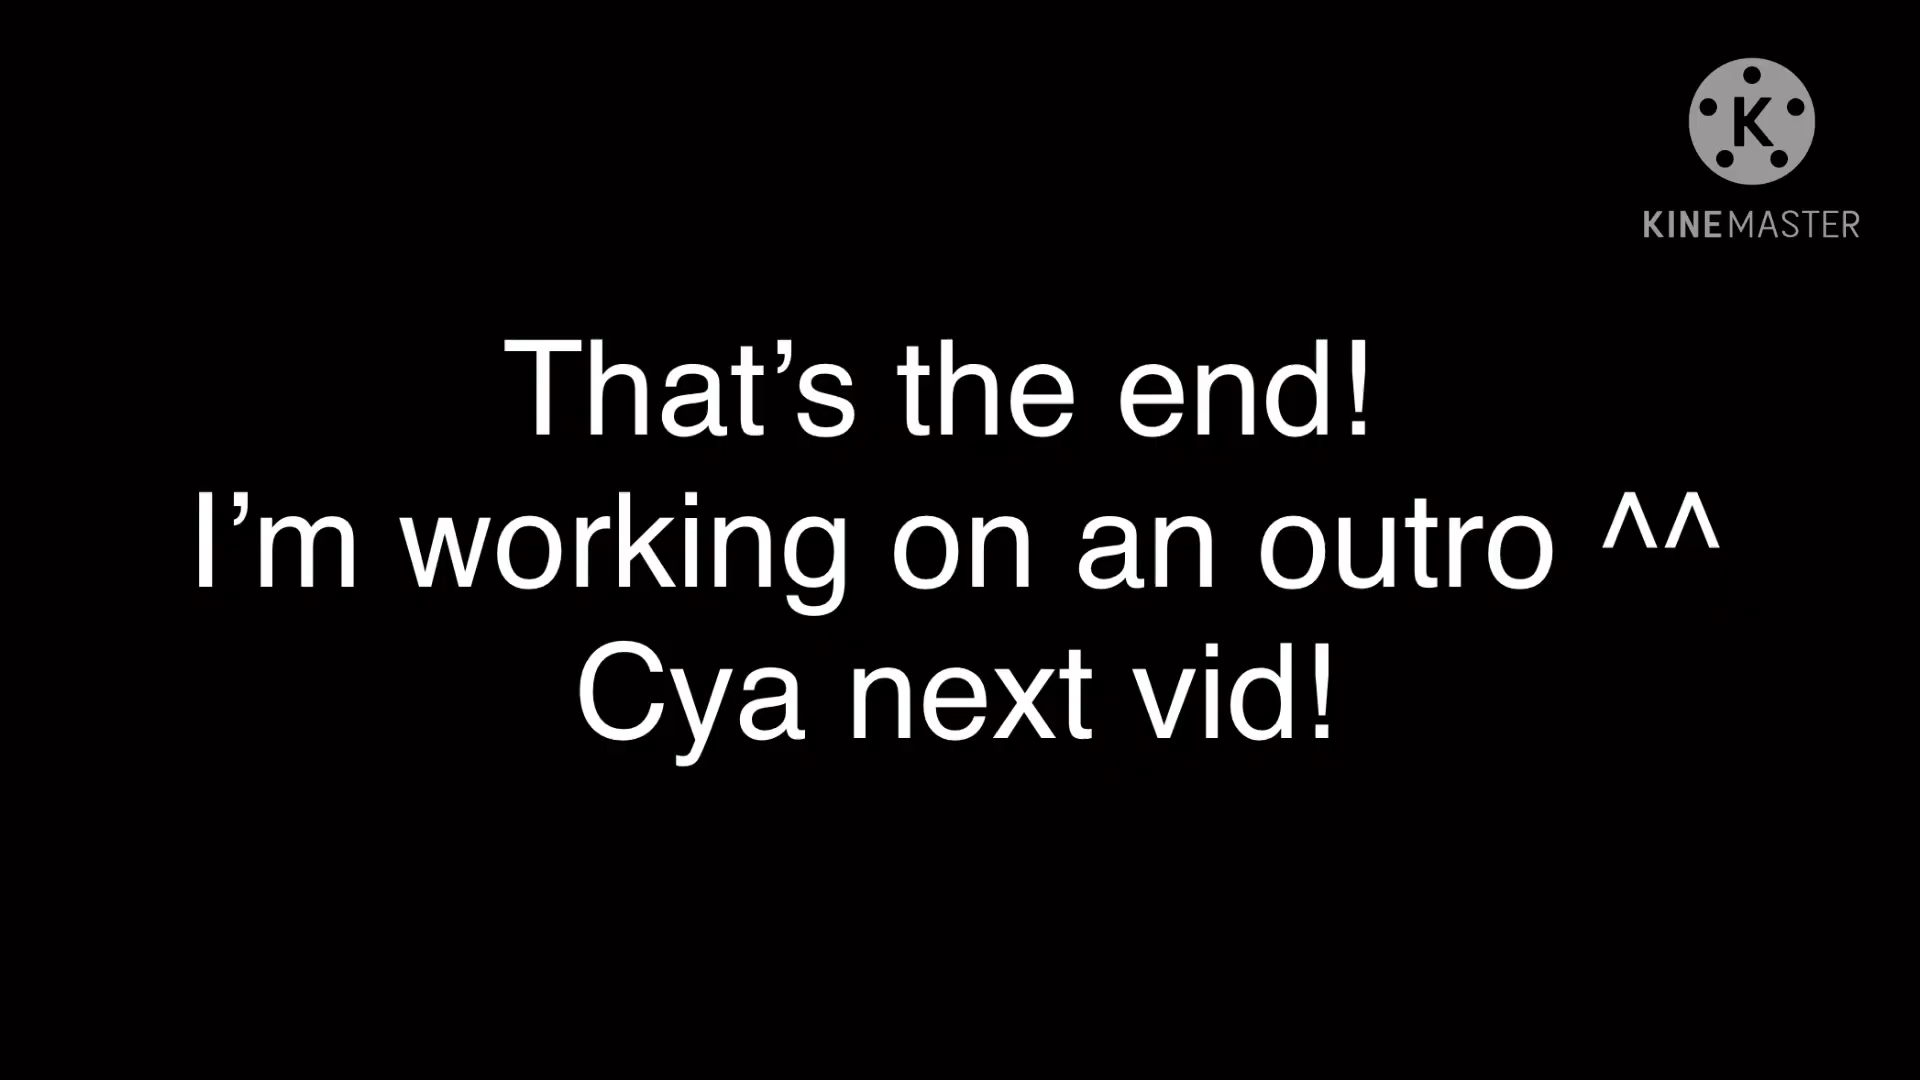 K
KINEMASTER
That’s the end!
I’m working on an outro ^^
Cya next vid!